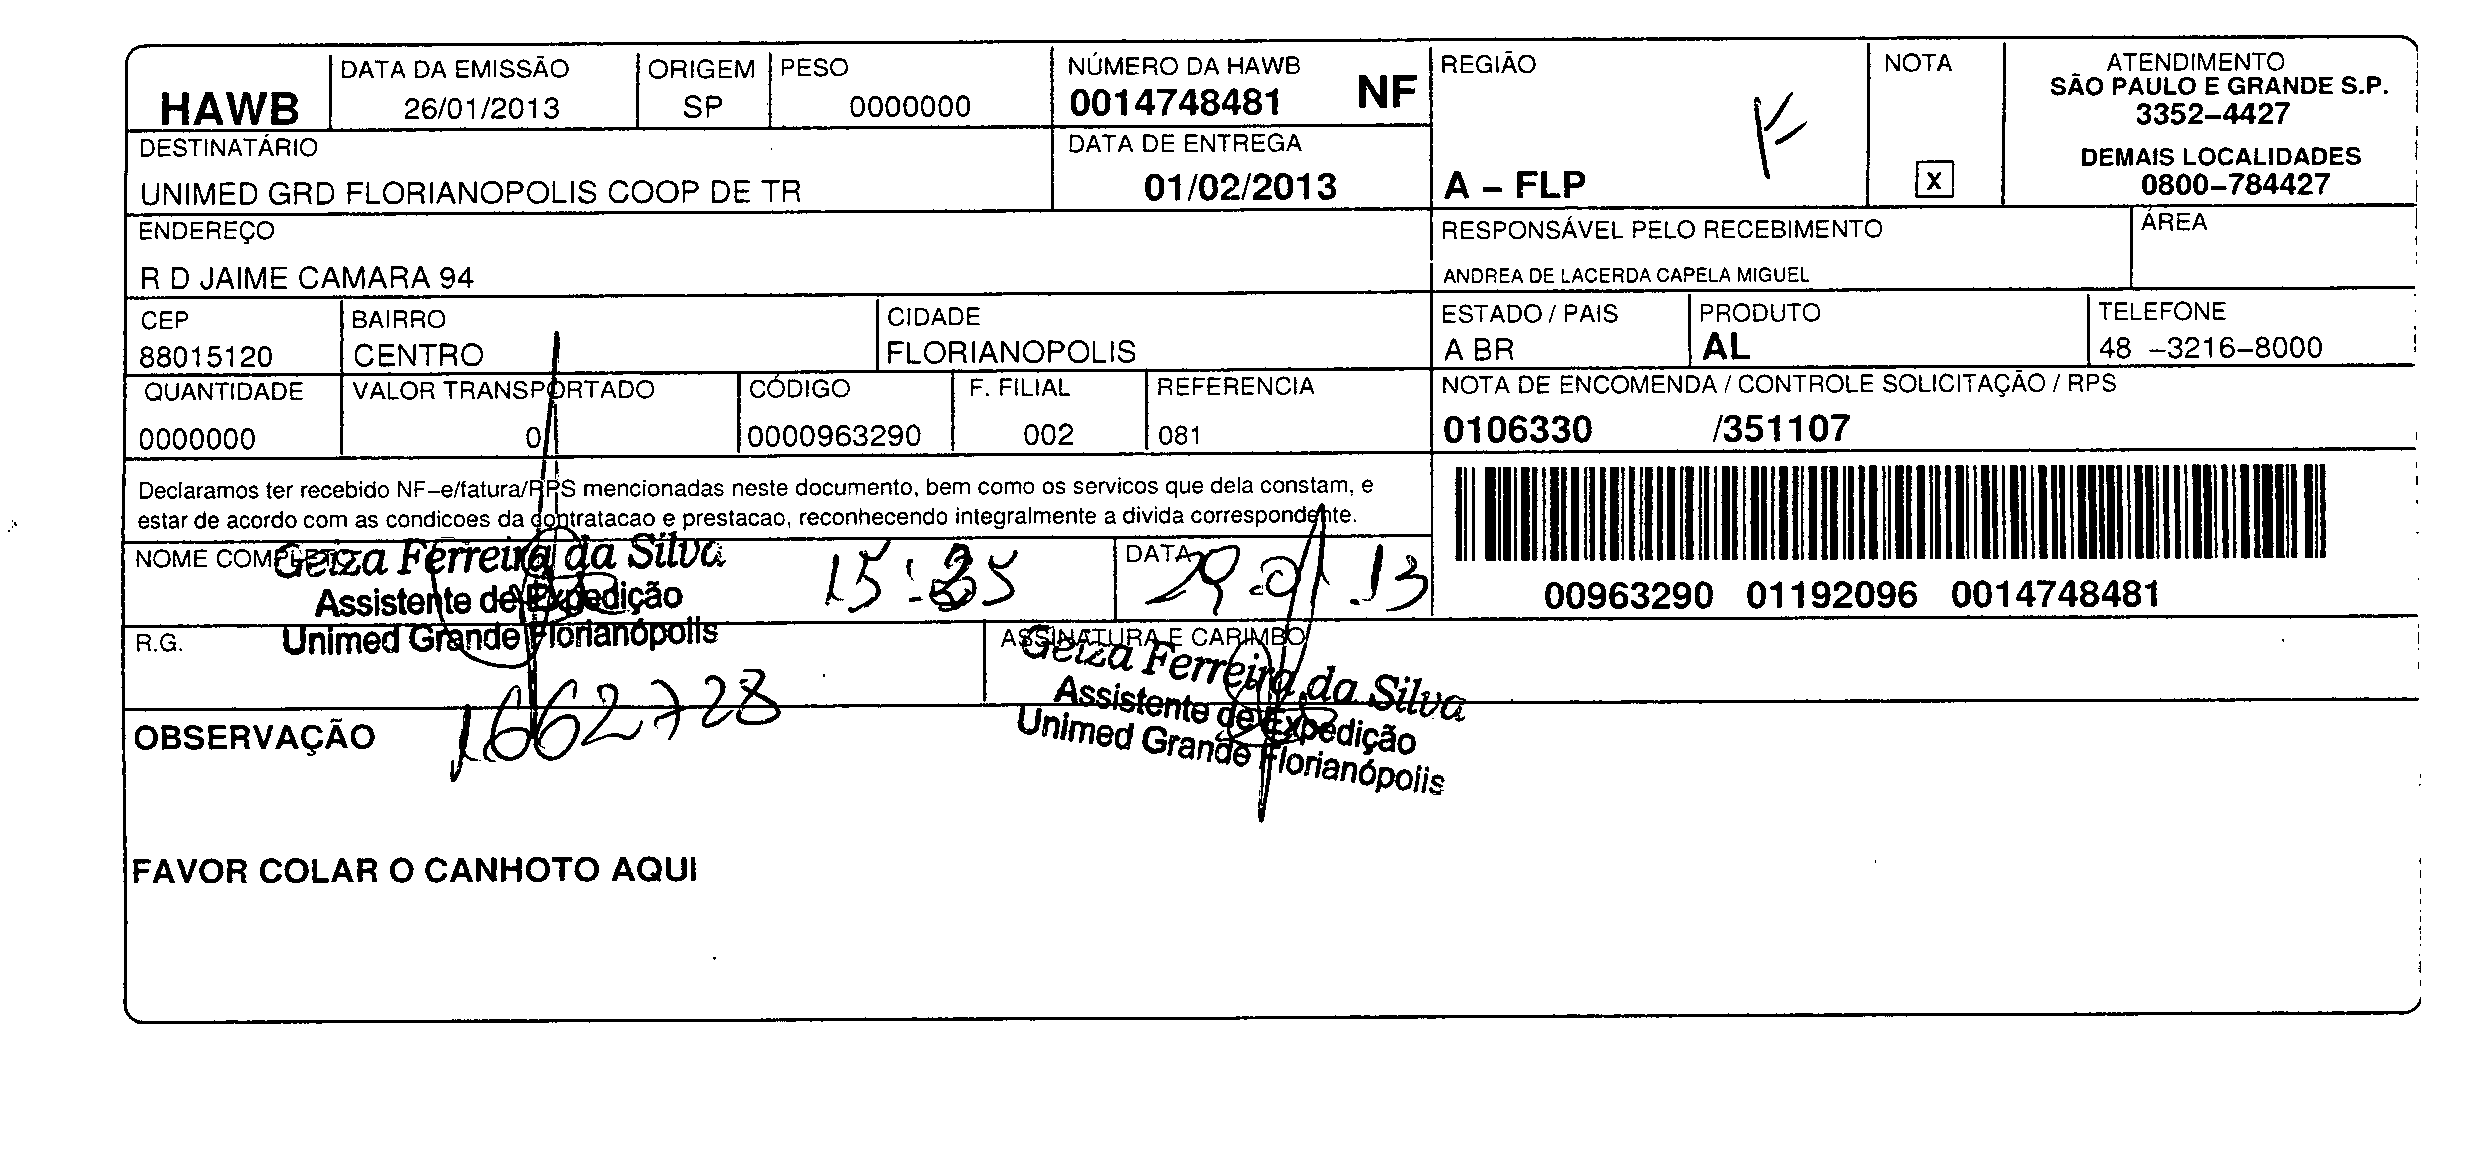 HAWB
DATA DA EMISSÃO
26/01/2013
ORIGEM
SP
PESO
0000000
NÚMERO DA HAWB
0014748481 NF
REGIÃO
A – FLP
NOTA
X
ATENDIMENTO
SÃO PAULO E GRANDE S.P.
3352–4427
DEMAIS LOCALIDADES
0800–784427
DESTINATÁRIO
UNIMED GRD FLORIANOPOLIS COOP DE TR
DATA DE ENTREGA
01/02/2013
ENDEREÇO
R D JAIME CAMARA 94
RESPONSÁVEL PELO RECEBIMENTO
ANDREA DE LACERDA CAPELA MIGUEL
ÁREA
CEP
88015120
BAIRRO
CENTRO
CIDADE
FLORIANOPOLIS
ESTADO / PAIS
A BR
PRODUTO
AL
TELEFONE
48 –3216–8000
QUANTIDADE
0000000
VALOR TRANSPORTADO
0
CÓDIGO
0000963290
F. FILIAL
002
REFERENCIA
081
NOTA DE ENCOMENDA / CONTROLE SOLICITAÇÃO / RPS
0106330 /351107
Declaramos ter recebido NF–e/fatura/RPS mencionadas neste documento, bem como os servicos que dela constam, e
estar de acordo com as condicoes da contratacao e prestacao, reconhecendo integralmente a divida correspondente.
00963290 01192096 0014748481
NOME COMPLETO
Geiza Ferreira da Silva
Assistente de Expedição
Unimed Grande Florianópolis
DATA
29.01.13
R.G.
1662728
ASSINATURA E CARIMBO
Geiza Ferreira da Silva
Assistente de Expedição
Unimed Grande Florianópolis
OBSERVAÇÃO
FAVOR COLAR O CANHOTO AQUI